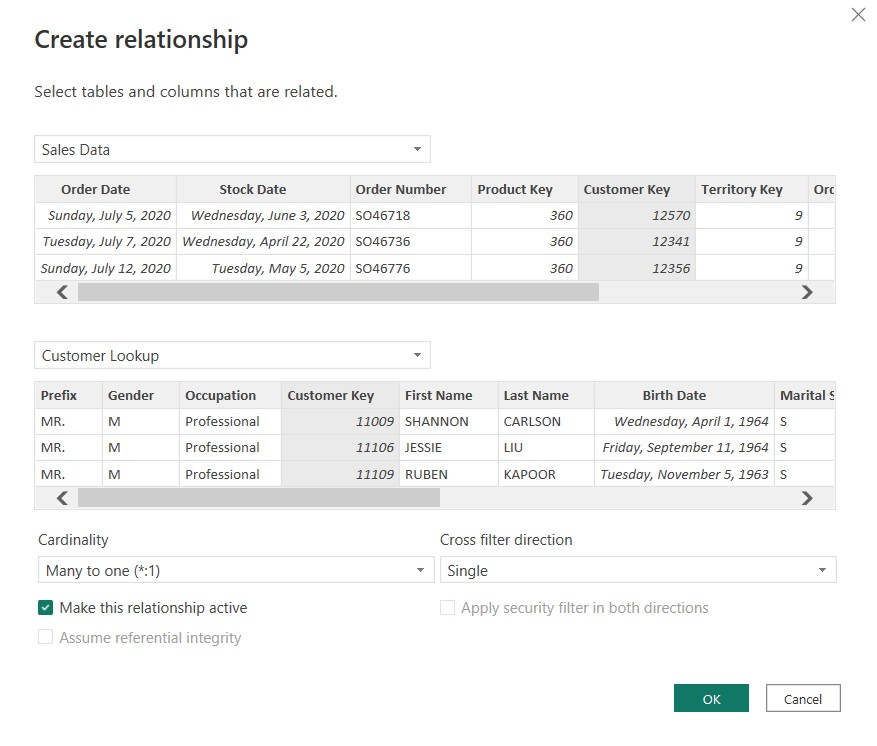 Create relationship
Select tables and columns that are related.
Sales Data
Order Date Stock Date Order Number Product Key Customer Key Territory Key Orc
Sunday, July 5, 2020 Wednesday, June 3, 2020 SO46718 360 12570 9
Tuesday, July 7, 2020 Wednesday, April 22, 2020 SO46736 360 12341 9
Sunday, July 12, 2020 Tuesday, May 5, 2020 SO46776 360 12356 9
Customer Lookup
Prefix Gender Occupation Customer Key First Name Last Name Birth Date Marital S
MR. M Professional 11009 SHANNON CARLSON Wednesday, April 1, 1964 S
MR. M Professional 11106 JESSIE LIU Friday, September 11, 1964 S
MR. M Professional 11109 RUBEN KAPOOR Tuesday, November 5, 1963 S
Cardinality Cross filter direction
Many to one (*:1) Single
Make this relationship active Apply security filter in both directions
Assume referential integrity
OK Cancel